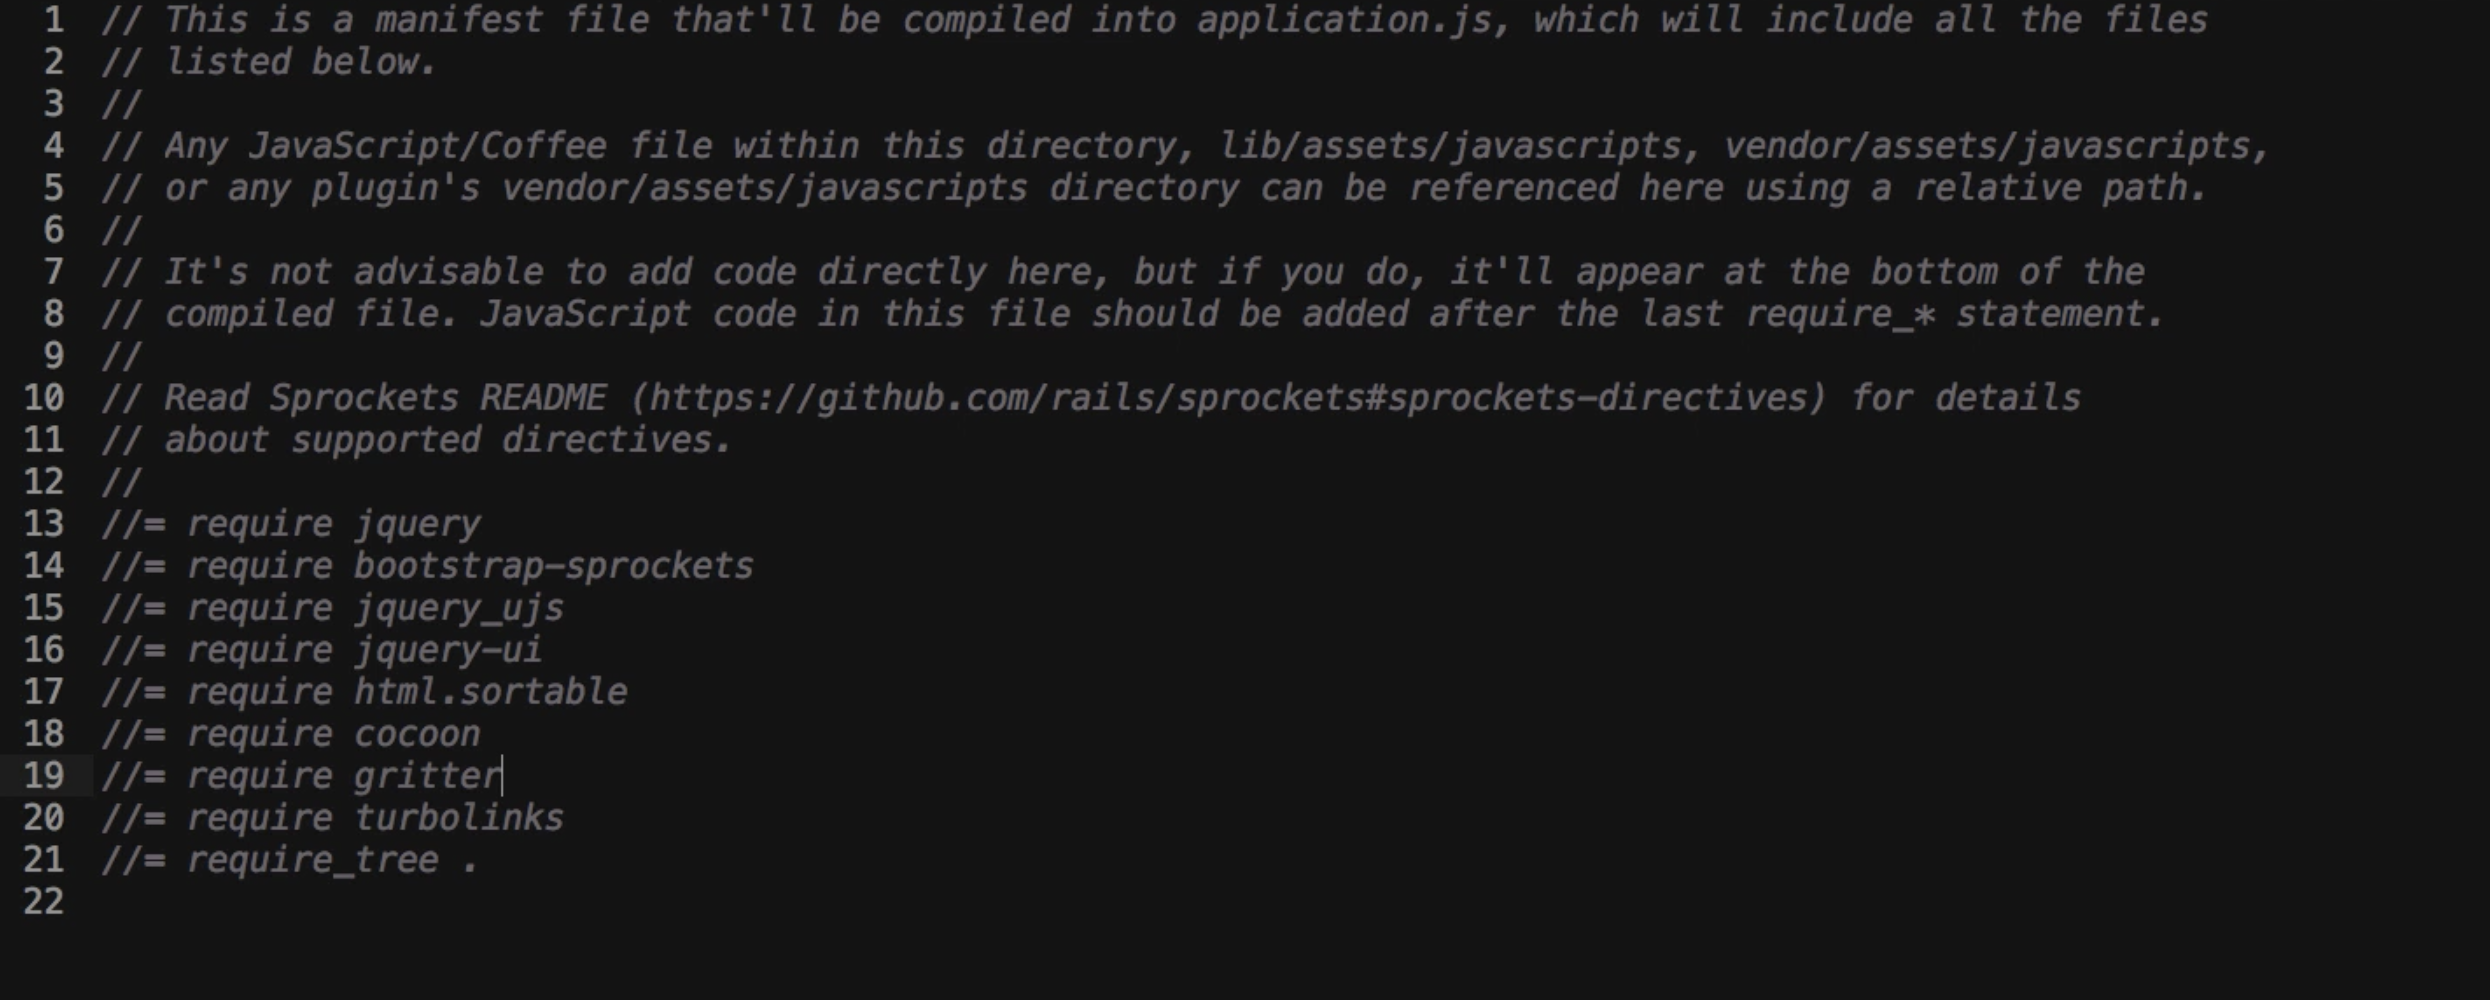 1 // This is a manifest file that'll be compiled into application.js, which will include all the files
2 // listed below.
3 //
4 // Any JavaScript/Coffee file within this directory, lib/assets/javascripts, vendor/assets/javascripts,
5 // or any plugin's vendor/assets/javascripts directory can be referenced here using a relative path.
6 //
7 // It's not advisable to add code directly here, but if you do, it'll appear at the bottom of the
8 // compiled file. JavaScript code in this file should be added after the last require_* statement.
9 //
10 // Read Sprockets README (https://github.com/rails/sprockets#sprockets-directives) for details
11 // about supported directives.
12 //
13 //= require jquery
14 //= require bootstrap-sprockets
15 //= require jquery_ujs
16 //= require jquery-ui
17 //= require html.sortable
18 //= require cocoon
19 //= require gritter
20 //= require turbolinks
21 //= require_tree .
22